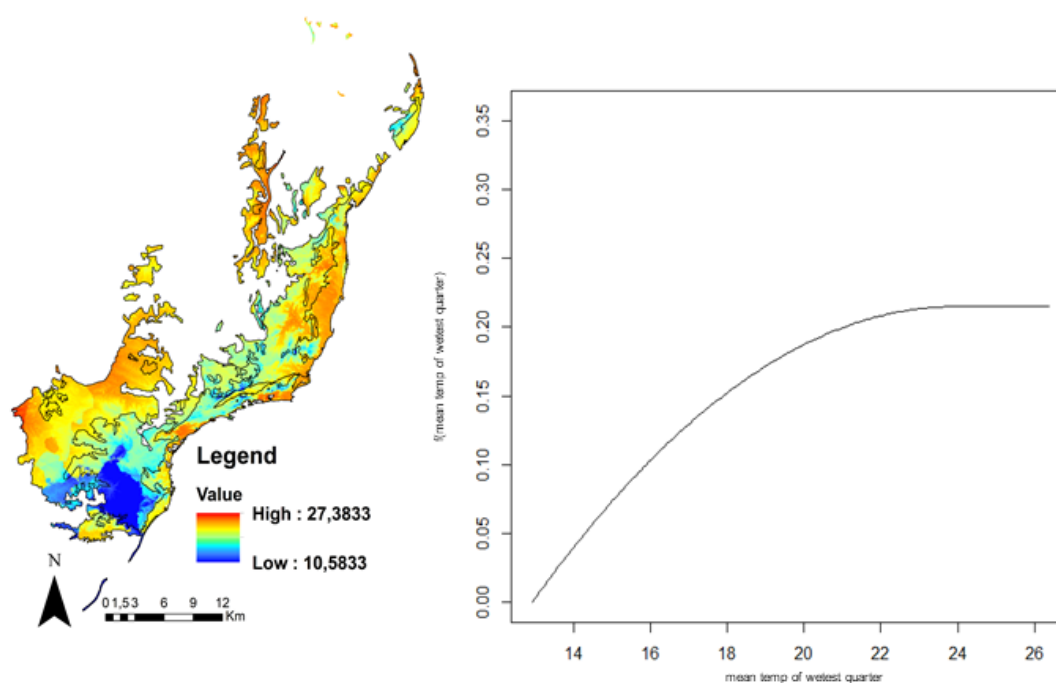 Legend
Value
High : 27,3833
Low : 10,5833
N
0 1,5 3 6 9 12
Km
0.35
0.30
0.25
0.20
0.15
0.10
0.05
0.00
f(mean temp of wetest quarter)
14 16 18 20 22 24 26
mean temp of wetest quarter